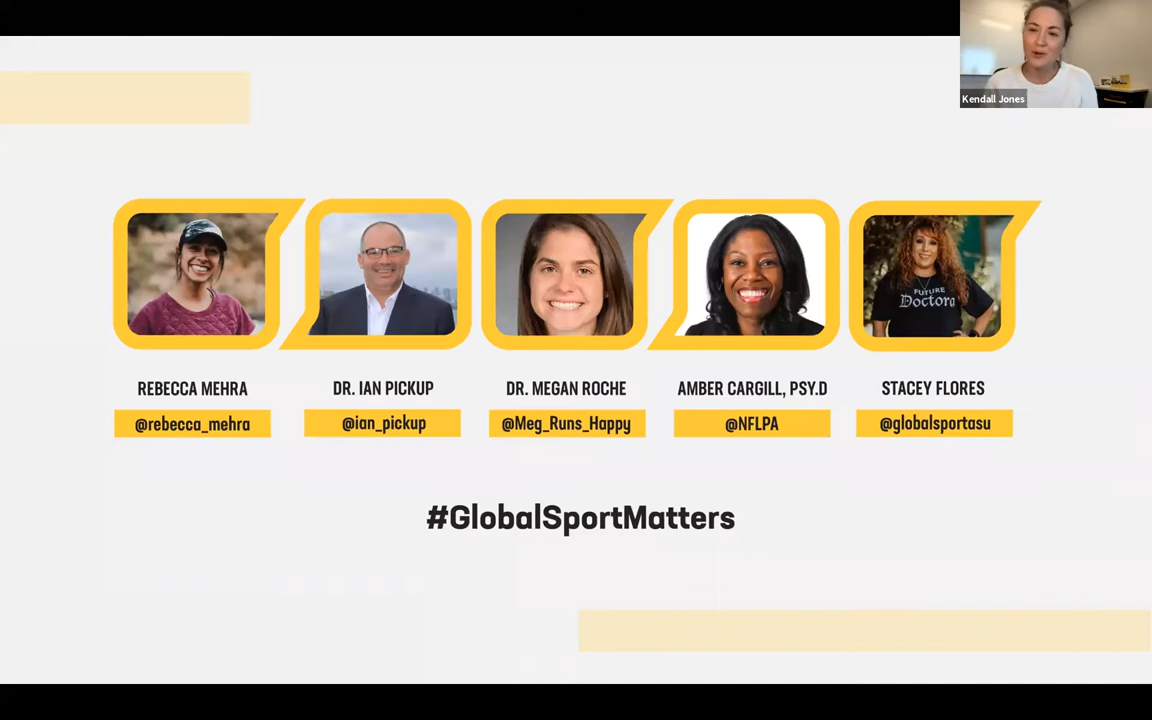 Kendall Jones
FUTURE
Doctora
REBECCA MEHRA
DR. IAN PICKUP
DR. MEGAN ROCHE
AMBER CARGILL, PSY.D
STACEY FLORES
@rebecca_mehra
@ian_pickup
@Meg_Runs_Happy
@NFLPA
@globalsportasu
#GlobalSportMatters